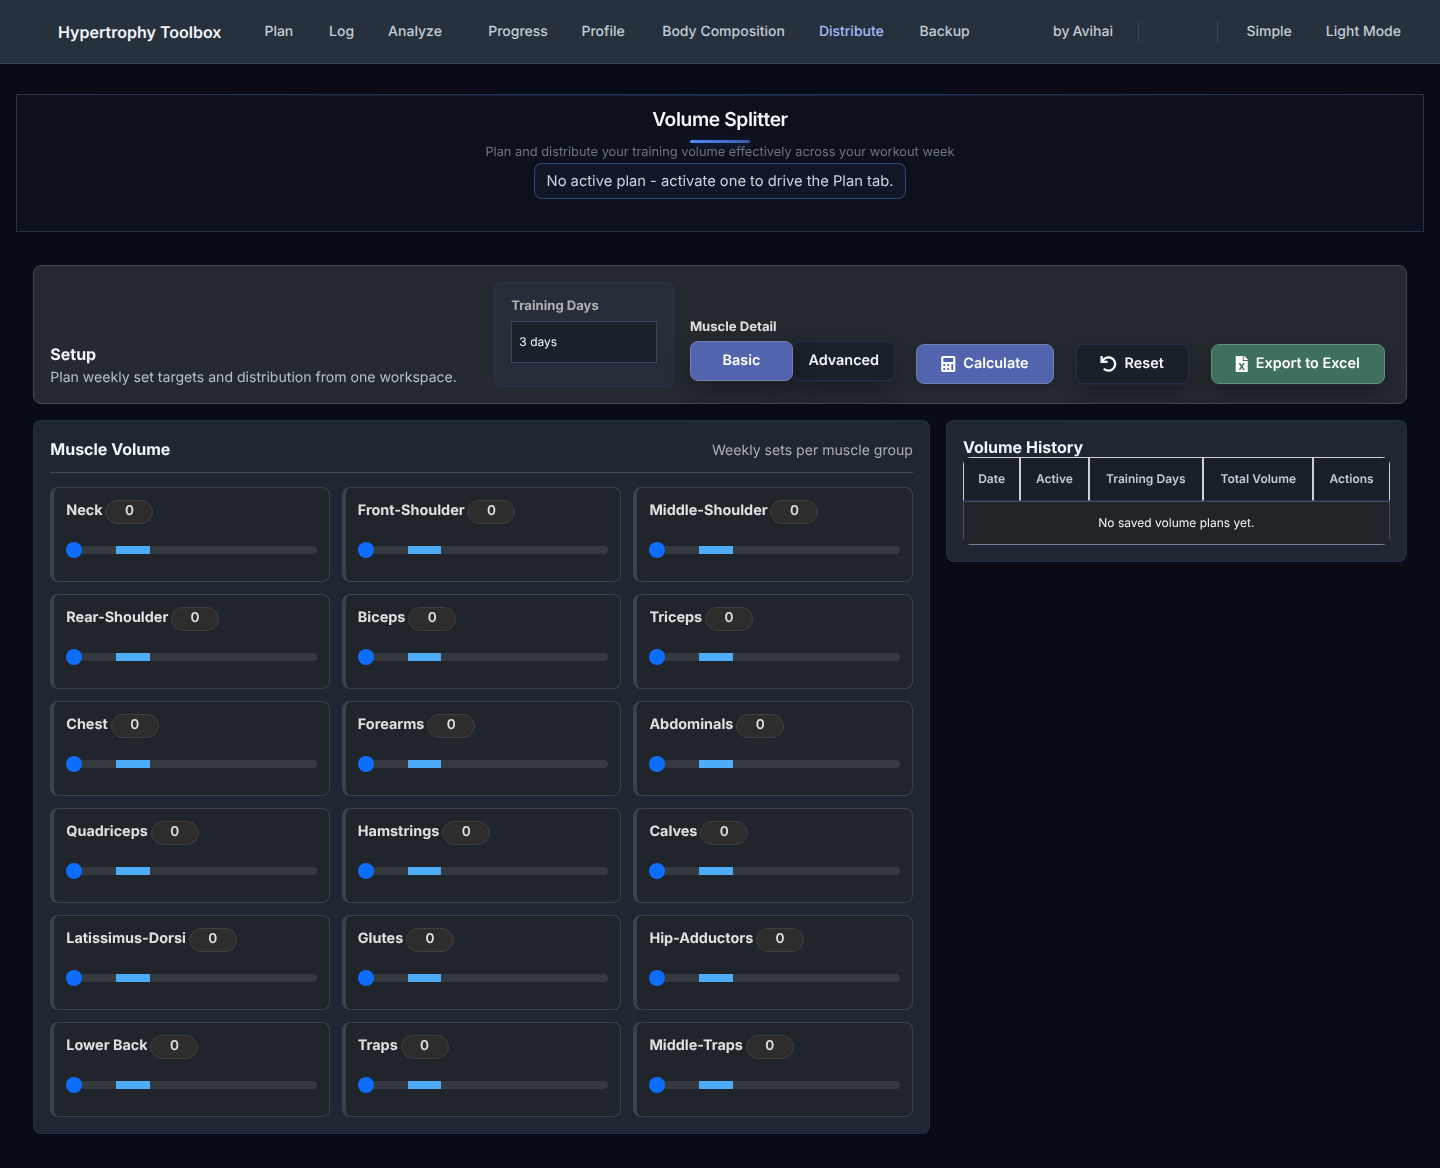 Hypertrophy Toolbox Plan Log Analyze Progress Profile Body Composition Distribute Backup by Avihai Simple Light Mode
Volume Splitter
Plan and distribute your training volume effectively across your workout week
No active plan - activate one to drive the Plan tab.
Setup
Plan weekly set targets and distribution from one workspace.
Training Days
3 days
Muscle Detail
Basic Advanced
Calculate
Reset
Export to Excel
Muscle Volume
Weekly sets per muscle group
Neck 0
Front-Shoulder 0
Middle-Shoulder 0
Rear-Shoulder 0
Biceps 0
Triceps 0
Chest 0
Forearms 0
Abdominals 0
Quadriceps 0
Hamstrings 0
Calves 0
Latissimus-Dorsi 0
Glutes 0
Hip-Adductors 0
Lower Back 0
Traps 0
Middle-Traps 0
Volume History
Date Active Training Days Total Volume Actions
No saved volume plans yet.